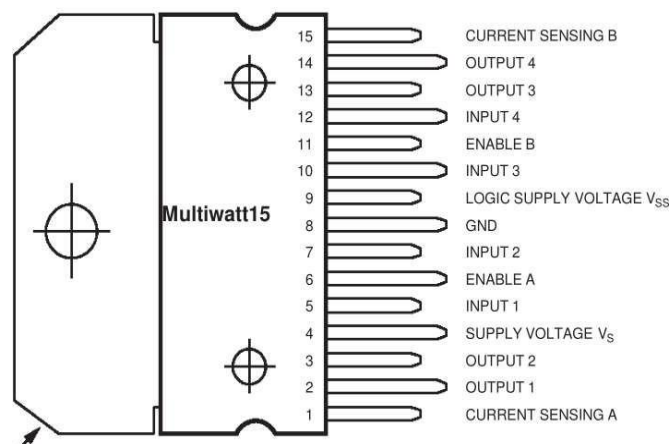 15 CURRENT SENSING B
14 OUTPUT 4
13 OUTPUT 3
12 INPUT 4
11 ENABLE B
10 INPUT 3
9 LOGIC SUPPLY VOLTAGE VSS
Multiwatt15
8 GND
7 INPUT 2
6 ENABLE A
5 INPUT 1
4 SUPPLY VOLTAGE VS
3 OUTPUT 2
2 OUTPUT 1
1 CURRENT SENSING A